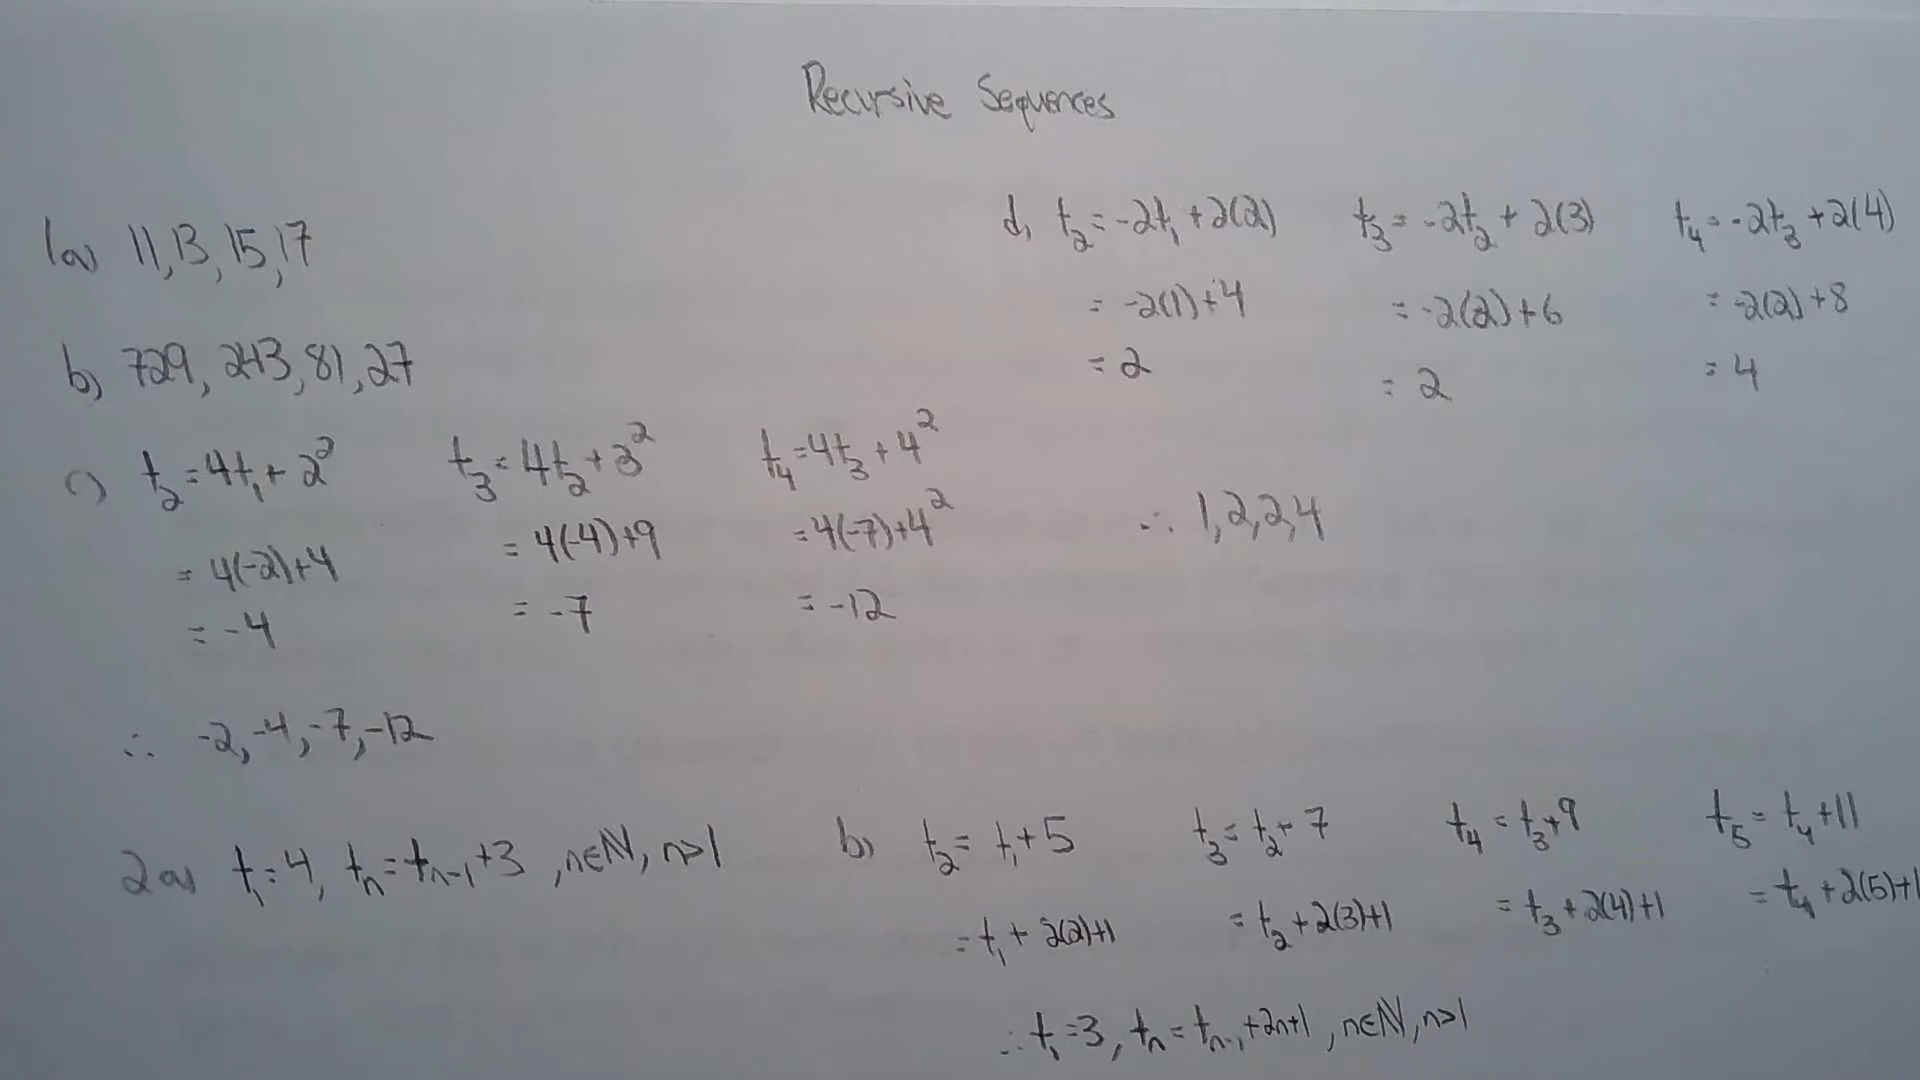 Recursive Sequences
1a) 11, 13, 15, 17
b) 729, 243, 81, 27
c) t₂ = 4t₁ + 2² t₃ = 4t₂ + 3² t₄ = 4t₃ + 4²
= 4(-2)+4 = 4(-4)+9 = 4(-7)+4²
= -4 = -7 = -12
∴ -2, -4, -7, -12
d) t₂ = -2t₁ + 2(2) t₃ = -2t₂ + 2(3) t₄ = -2t₃ + 2(4)
= -2(1)+4 = -2(2)+6 = -2(2)+8
= 2 = 2 = 4
∴ 1, 2, 2, 4
2a) t₁ = 4, tₙ = tₙ₋₁ + 3, n∈ℕ, n>1
b) t₂ = t₁ + 5 t₃ = t₂ + 7 t₄ = t₃ + 9 t₅ = t₄ + 11
= t₁ + 2(2)+1 = t₂ + 2(3)+1 = t₃ + 2(4)+1 = t₄ + 2(5)+1
∴ t₁ = 3, tₙ = tₙ₋₁ + 2n+1, n∈ℕ, n>1